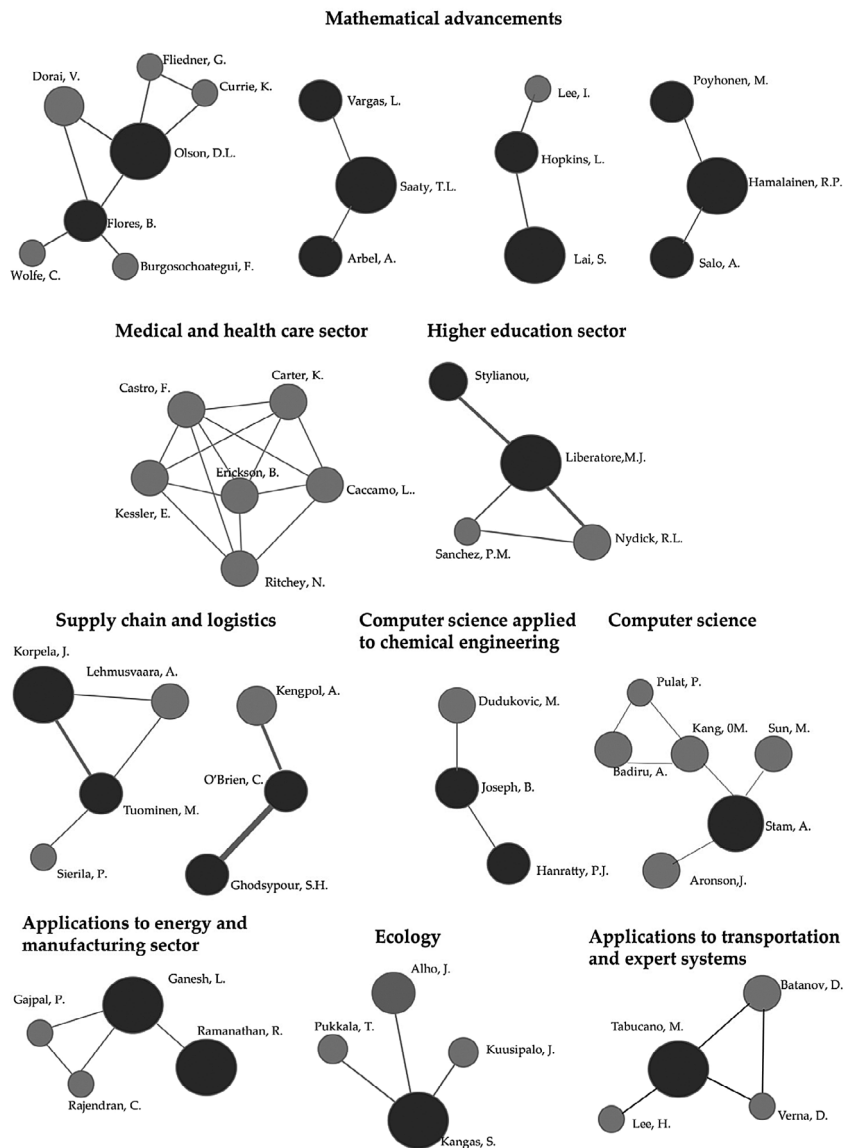 Mathematical advancements
Fliedner, G.
Dorai, V.
Currie, K.
Olson, D.L.
Flores, B.
Wolfe, C.
Burgosochoategui, F.
Vargas, L.
Saaty, T.L.
Arbel, A.
Lee, I.
Hopkins, L.
Lai, S.
Poyhonen, M.
Hamalainen, R.P.
Salo, A.
Medical and health care sector
Carter, K.
Castro, F.
Erickson, B.
Caccamo, L..
Kessler, E.
Ritchey, N.
Higher education sector
Stylianou,
Liberatore,M.J.
Sanchez, P.M.
Nydick, R.L.
Supply chain and logistics
Korpela, J.
Lehmusvaara, A.
Tuominen, M.
Sierila, P.
Kengpol, A.
O'Brien, C.
Ghodsypour, S.H.
Computer science applied
to chemical engineering
Dudukovic, M.
Joseph, B.
Hanratty, P.J.
Computer science
Pulat, P.
Kang, 0M.
Sun, M.
Badiru, A.
Stam, A.
Aronson,J.
Applications to energy and
manufacturing sector
Ganesh, L.
Gajpal, P.
Ramanathan, R.
Rajendran, C.
Ecology
Alho, J.
Pukkala, T.
Kuusipalo, J.
Kangas, S.
Applications to transportation
and expert systems
Batanov, D.
Tabucano, M.
Lee, H.
Verna, D.